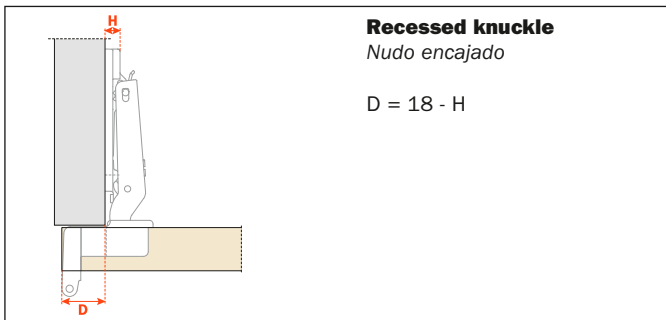 H
Recessed knuckle
Nudo encajado
D = 18 - H
D